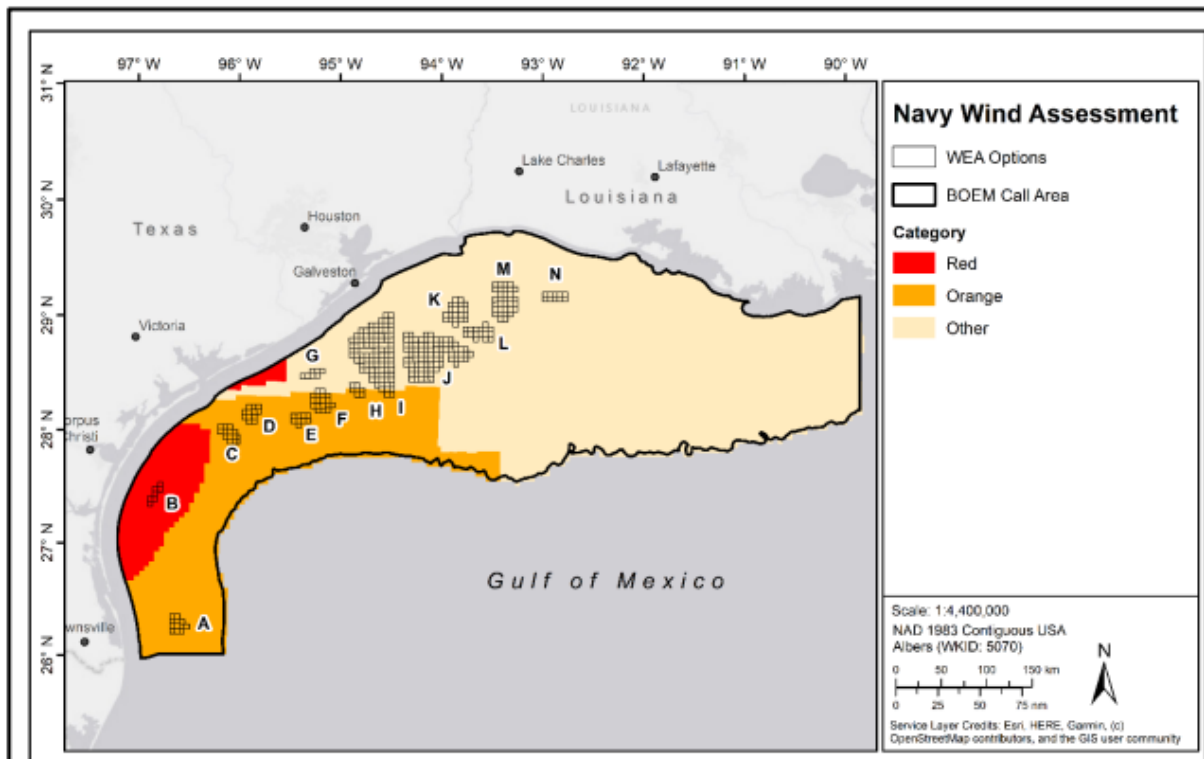 97° W 96° W 95° W 94° W 93° W 92° W 91° W 90° W
31° N
30° N
29° N
28° N
27° N
26° N
LOUISIANA
Lake Charles
Lafayette
Louisiana
Texas
Houston
Galveston
Victoria
orpus
Christi
wnsville
M
N
K
L
G
J
H
I
F
D
E
C
B
A
Gulf of Mexico
Navy Wind Assessment
WEA Options
BOEM Call Area
Category
Red
Orange
Other
Scale: 1:4,400,000
NAD 1983 Contiguous USA
Albers (WKID: 5070)
N
0 50 100 150 km
0 25 50 75 nm
Service Layer Credits: Esri, HERE, Garmin, (c)
OpenStreetMap contributors, and the GIS user community